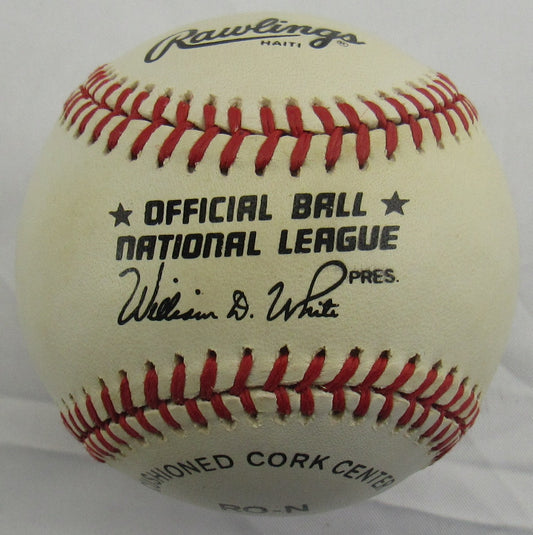 Rawlings ®
HAITI
★ OFFICIAL BALL ★
NATIONAL LEAGUE
William D. White PRES.
CUSHIONED CORK CENTER
RO-N